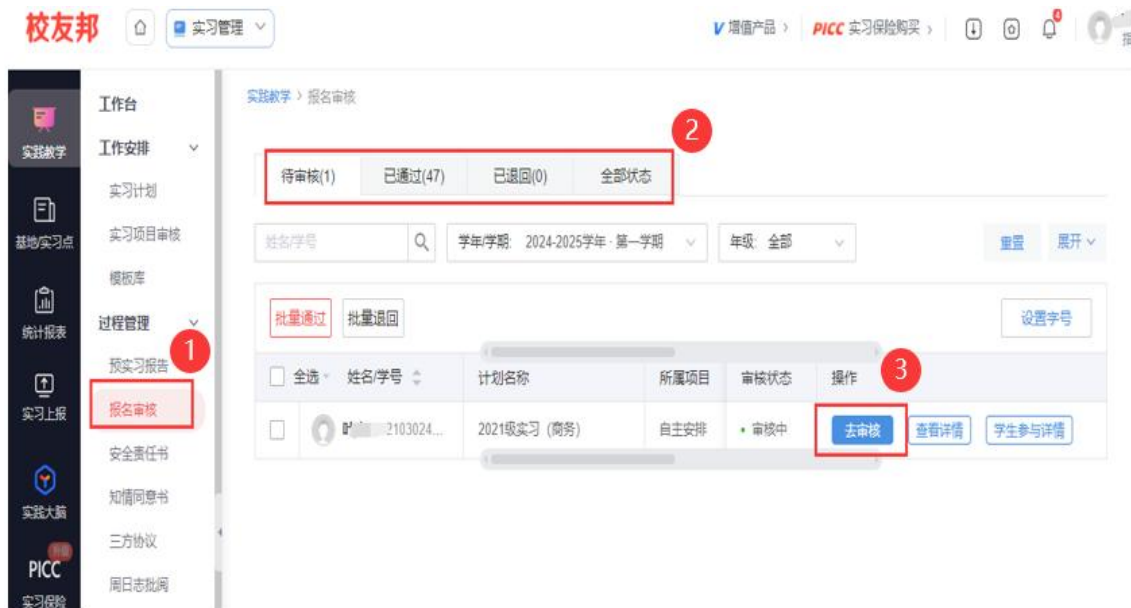 校友邦
实习管理
V 增值产品 >
PICC 实习保险购买 >
4
实践教学
基地/实习点
统计报表
实习上报
实践大脑
PICC
实习保险
工作台
工作安排
实习计划
实习项目审核
模板库
过程管理
预实习报告
1
报名审核
安全责任书
知情同意书
三方协议
周日志批阅
实践教学 > 报名审核
2
待审核(1) 已通过(47) 已退回(0) 全部状态
姓名/学号 学年/学期: 2024-2025学年 · 第一学期 年级: 全部 重置 展开
批量通过 批量退回 设置字号
3
全选 姓名/学号 计划名称 所属项目 审核状态 操作
2103024... 2021级实习（商务） 自主安排 审核中 去审核 查看详情 学生参与详情